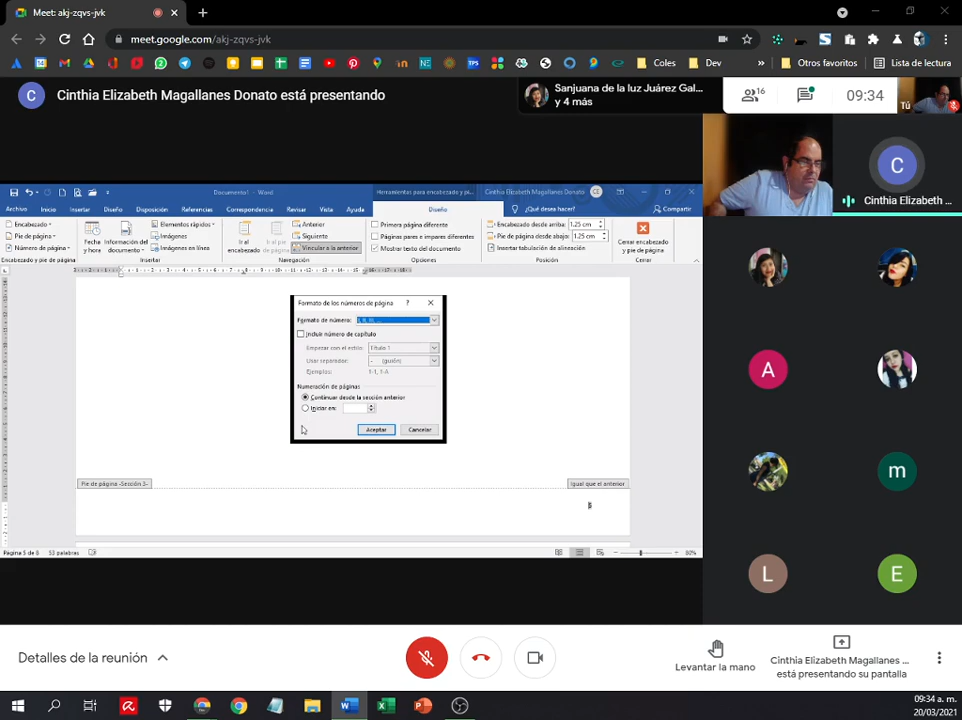 Meet: akj-zqvs-jvk
meet.google.com/akj-zqvs-jvk
Coles
Dev
Otros favoritos
Lista de lectura
Cinthia Elizabeth Magallanes Donato está presentando
C
Sanjuana de la luz Juárez Gal...
y 4 más
16
09:34
Tú
Documento1 - Word
Herramientas para encabezado y pi...
Cinthia Elizabeth Magallanes Donato
CE
Archivo
Inicio
Insertar
Diseño
Disposición
Referencias
Correspondencia
Revisar
Vista
Ayuda
Diseño
¿Qué desea hacer?
Compartir
Encabezado
Pie de página
Número de página
Encabezado y pie de página
Fecha y hora
Información del documento
Elementos rápidos
Imágenes
Imágenes en línea
Insertar
Ir al encabezado
Ir al pie de página
Anterior
Siguiente
Vincular a la anterior
Navegación
Primera página diferente
Páginas pares e impares diferentes
Mostrar texto del documento
Opciones
Encabezado desde arriba: 1.25 cm
Pie de página desde abajo: 1.25 cm
Insertar tabulación de alineación
Posición
Cerrar encabezado y pie de página
Cerrar
Formato de los números de página
?
Formato de número:
Incluir número de capítulo
Empezar con el estilo: Título 1
Usar separador: - (guión)
Ejemplos: 1-1, 1-A
Numeración de páginas:
Continuar desde la sección anterior
Iniciar en:
Aceptar
Cancelar
Pie de página -Sección 3-
Igual que el anterior
5
Página 5 de 6
53 palabras
80%
C
Cinthia Elizabeth ...
A
m
L
E
Detalles de la reunión
Levantar la mano
Cinthia Elizabeth Magallanes ...
está presentando su pantalla
09:34 a. m.
20/03/2021